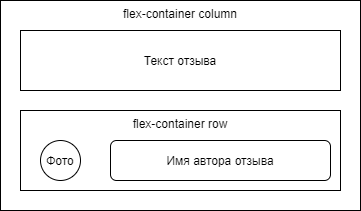 flex-container column
Текст отзыва
flex-container row
Фото
Имя автора отзыва